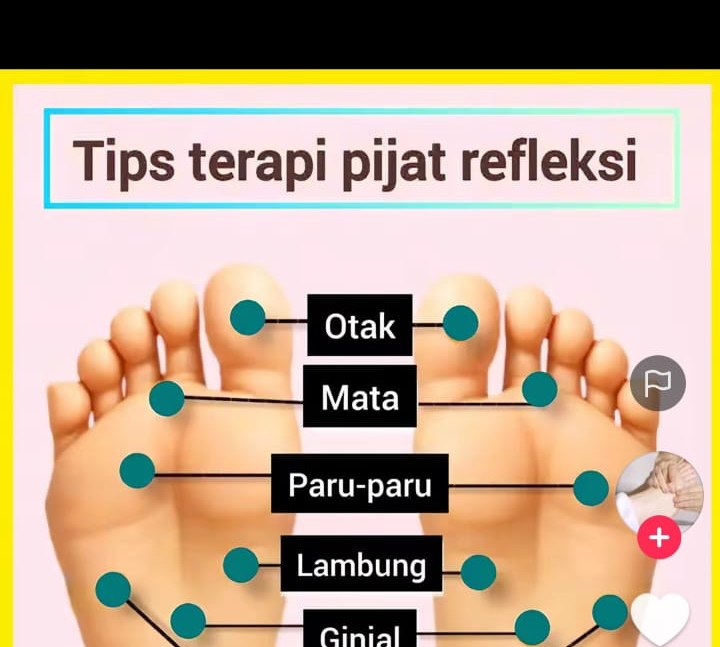 Tips terapi pijat refleksi
Otak
Mata
Paru-paru
Lambung
Ginjal